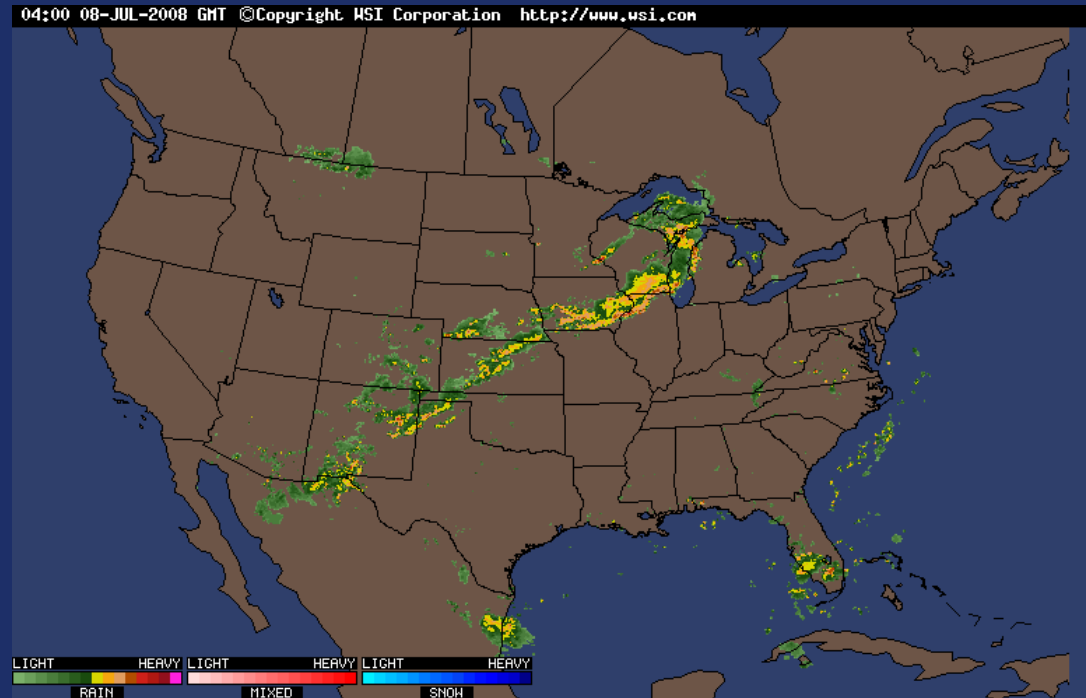 04:00 08-JUL-2008 GMT ©Copyright WSI Corporation http://www.wsi.com
LIGHT HEAVY LIGHT HEAVY LIGHT HEAVY
RAIN MIXED SNOW